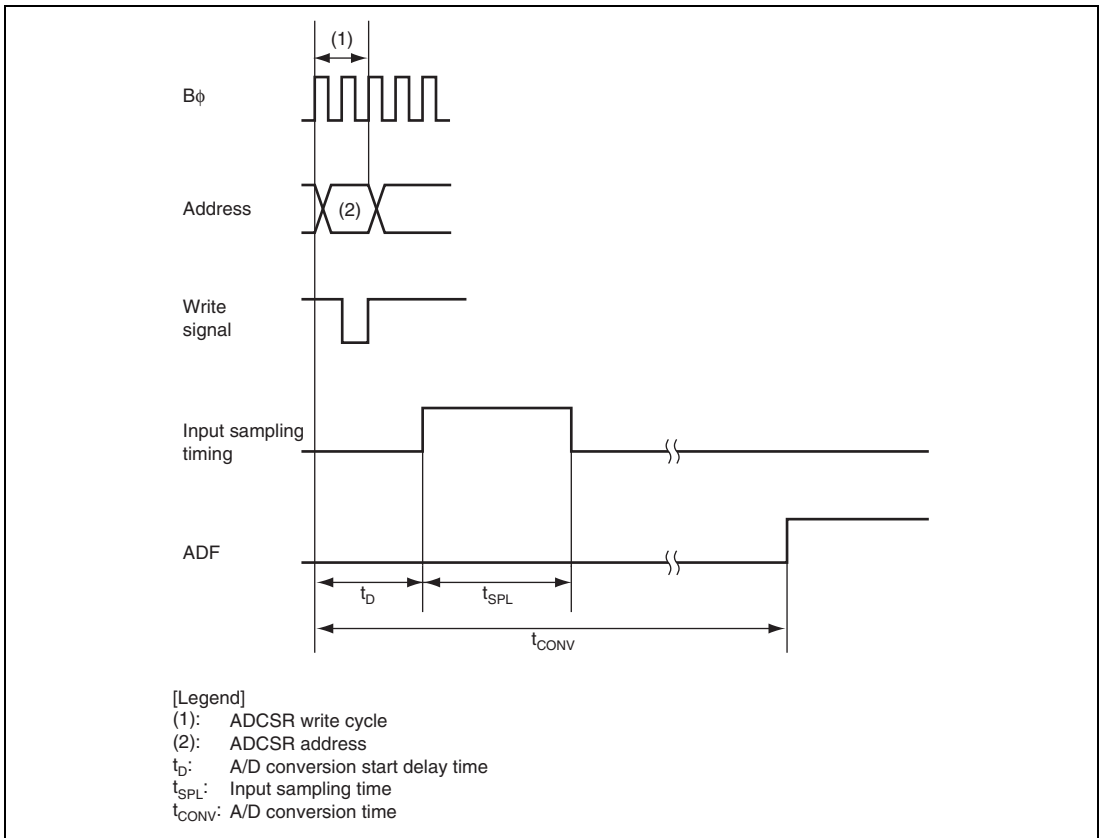 (1)
Bϕ
Address
(2)
Write
signal
Input sampling
timing
ADF
tD
tSPL
tCONV
[Legend]
(1): ADCSR write cycle
(2): ADCSR address
tD: A/D conversion start delay time
tSPL: Input sampling time
tCONV: A/D conversion time